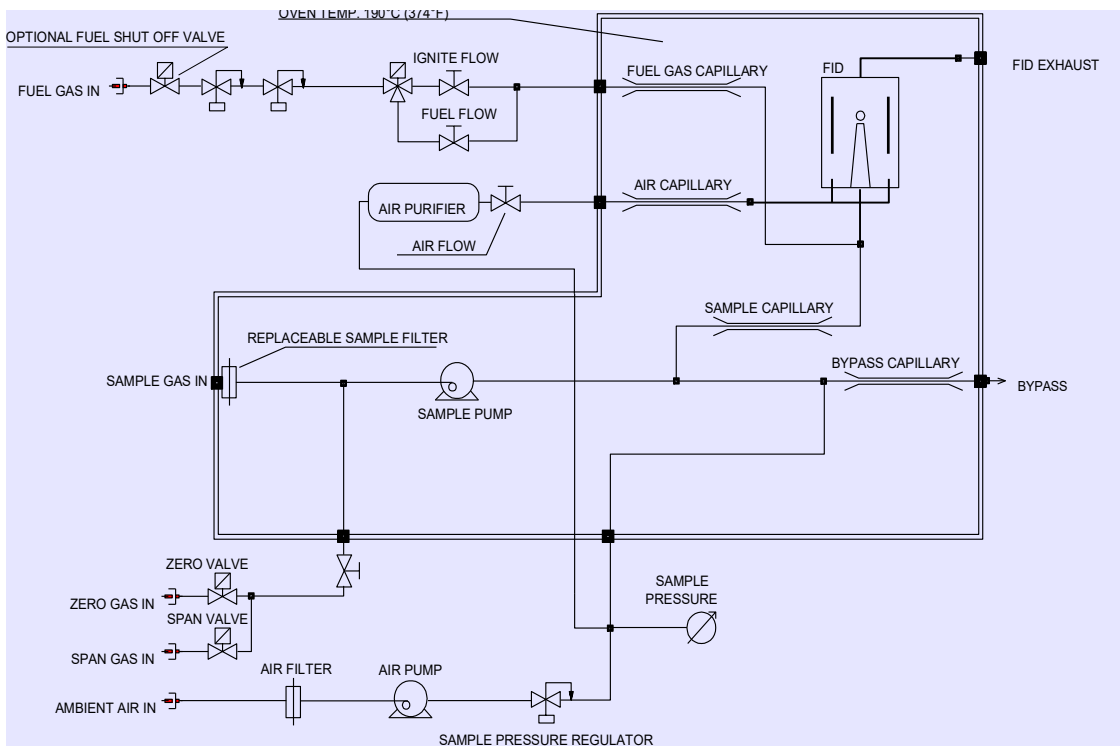 OVEN TEMP. 190°C (374°F)
OPTIONAL FUEL SHUT OFF VALVE
IGNITE FLOW
FUEL GAS CAPILLARY
FID
FID EXHAUST
FUEL GAS IN
FUEL FLOW
AIR CAPILLARY
AIR PURIFIER
AIR FLOW
SAMPLE CAPILLARY
REPLACEABLE SAMPLE FILTER
BYPASS CAPILLARY
SAMPLE GAS IN
BYPASS
SAMPLE PUMP
ZERO VALVE
SAMPLE
PRESSURE
ZERO GAS IN
SPAN VALVE
SPAN GAS IN
AIR FILTER
AIR PUMP
AMBIENT AIR IN
SAMPLE PRESSURE REGULATOR